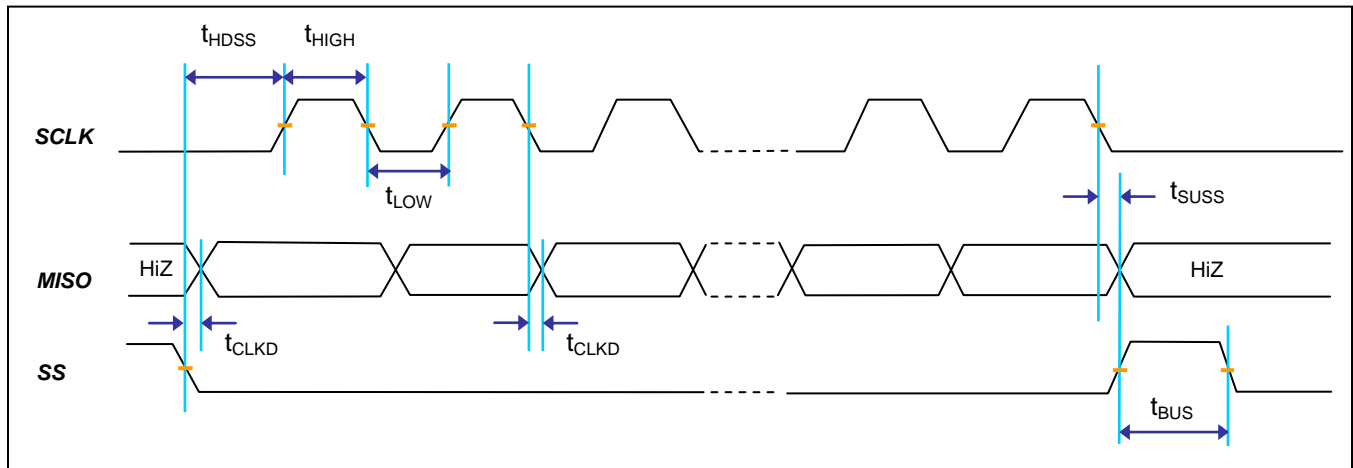 tHDSS tHIGH
SCLK
tLOW
tSUSS
HiZ HiZ
MISO
tCLKD tCLKD
SS
tBUS